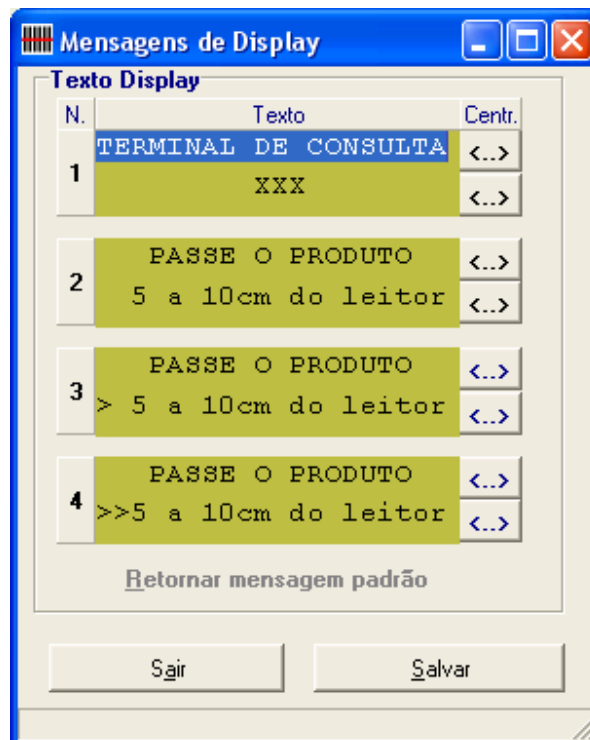 Mensagens de Display
Texto Display
N. Texto Centr.
1
TERMINAL DE CONSULTA <..>
XXX <..>
2
PASSE O PRODUTO <..>
5 a 10cm do leitor <..>
3
PASSE O PRODUTO <..>
> 5 a 10cm do leitor <..>
4
PASSE O PRODUTO <..>
>>5 a 10cm do leitor <..>
Retornar mensagem padrão
Sair Salvar